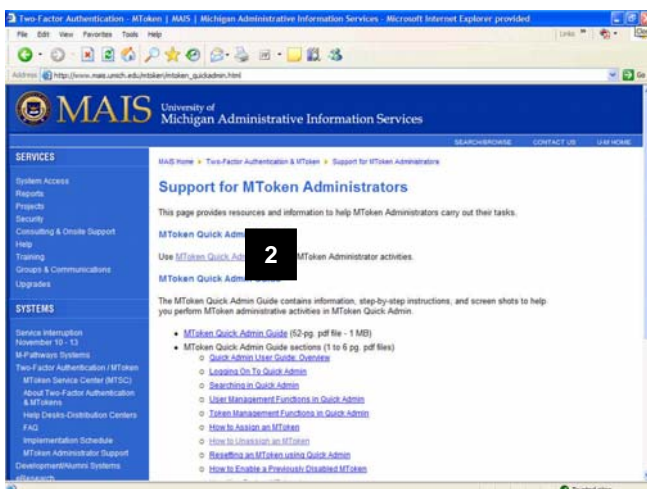 Two-Factor Authentication - MToken | MAIS | Michigan Administrative Information Services - Microsoft Internet Explorer provided
File Edit View Favorites Tools Help
Links
Address http://www.mais.umich.edu/mtoken/mtoken_quickadmin.html
Go
MAIS University of
Michigan Administrative Information Services
SEARCH/BROWSE CONTACT US U-M HOME
SERVICES
System Access
Reports
Projects
Security
Consulting & Onsite Support
Help
Training
Groups & Communications
Upgrades
SYSTEMS
Service Interruption
November 10 - 13
M-Pathways Systems
Two-Factor Authentication / MToken
MToken Service Center (MTSC)
About Two-Factor Authentication
& MTokens
Help Desks-Distribution Centers
FAQ
Implementation Schedule
MToken Administrator Support
Development/Alumni Systems
eResearch
MAIS Home Two-Factor Authentication & MToken Support for MToken Administrators
Support for MToken Administrators
This page provides resources and information to help MToken Administrators carry out their tasks.
MToken Quick Adm
Use MToken Quick Ad MToken Administrator activities.
2
MToken Quick Admin Guide
The MToken Quick Admin Guide contains information, step-by-step instructions, and screen shots to help
you perform MToken administrative activities in MToken Quick Admin.
• MToken Quick Admin Guide (52-pg. pdf file - 1 MB)
• MToken Quick Admin Guide sections (1 to 6 pg. pdf files)
Quick Admin User Guide: Overview
Logging On To Quick Admin
Searching in Quick Admin
User Management Functions in Quick Admin
Token Management Functions in Quick Admin
How to Assign an MToken
How to Unassign an MToken
Resetting an MToken using Quick Admin
How to Enable a Previously Disabled MToken
Trusted sites